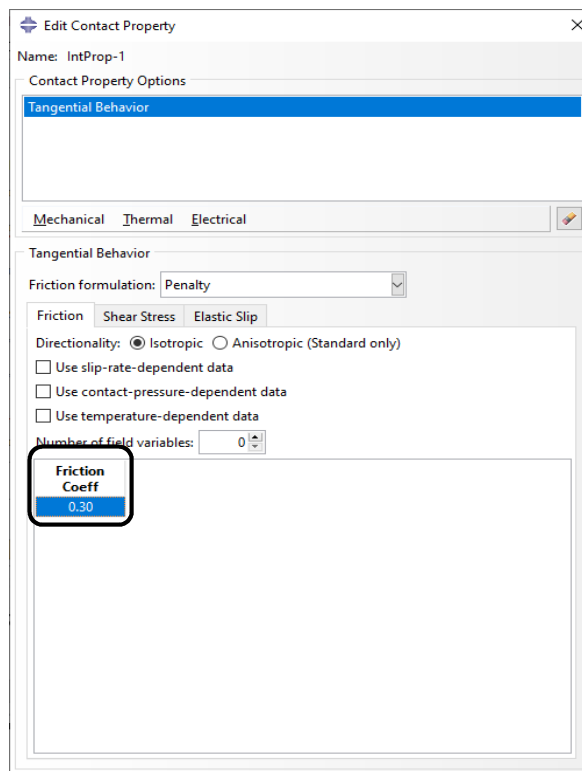 Edit Contact Property
Name: IntProp-1
Contact Property Options
Tangential Behavior
Mechanical Thermal Electrical
Tangential Behavior
Friction formulation: Penalty
Friction Shear Stress Elastic Slip
Directionality: Isotropic Anisotropic (Standard only)
Use slip-rate-dependent data
Use contact-pressure-dependent data
Use temperature-dependent data
Number of field variables: 0
Friction
Coeff
0.30